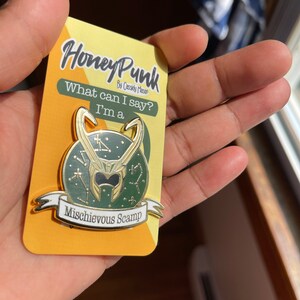 HoneyPunk
What can I say?
I'm a
Mischievous Scamp